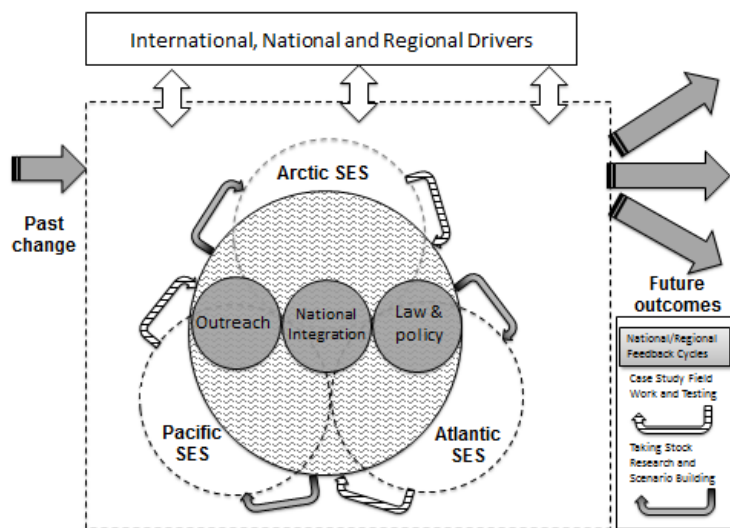 International, National and Regional Drivers
Arctic SES
Past
change
Outreach
National
Integration
Law &
policy
Future
outcomes
Pacific
SES
Atlantic
SES
National/Regional
Feedback Cycles
Case Study Field
Work and Testing
Taking Stock
Research and
Scenario Building